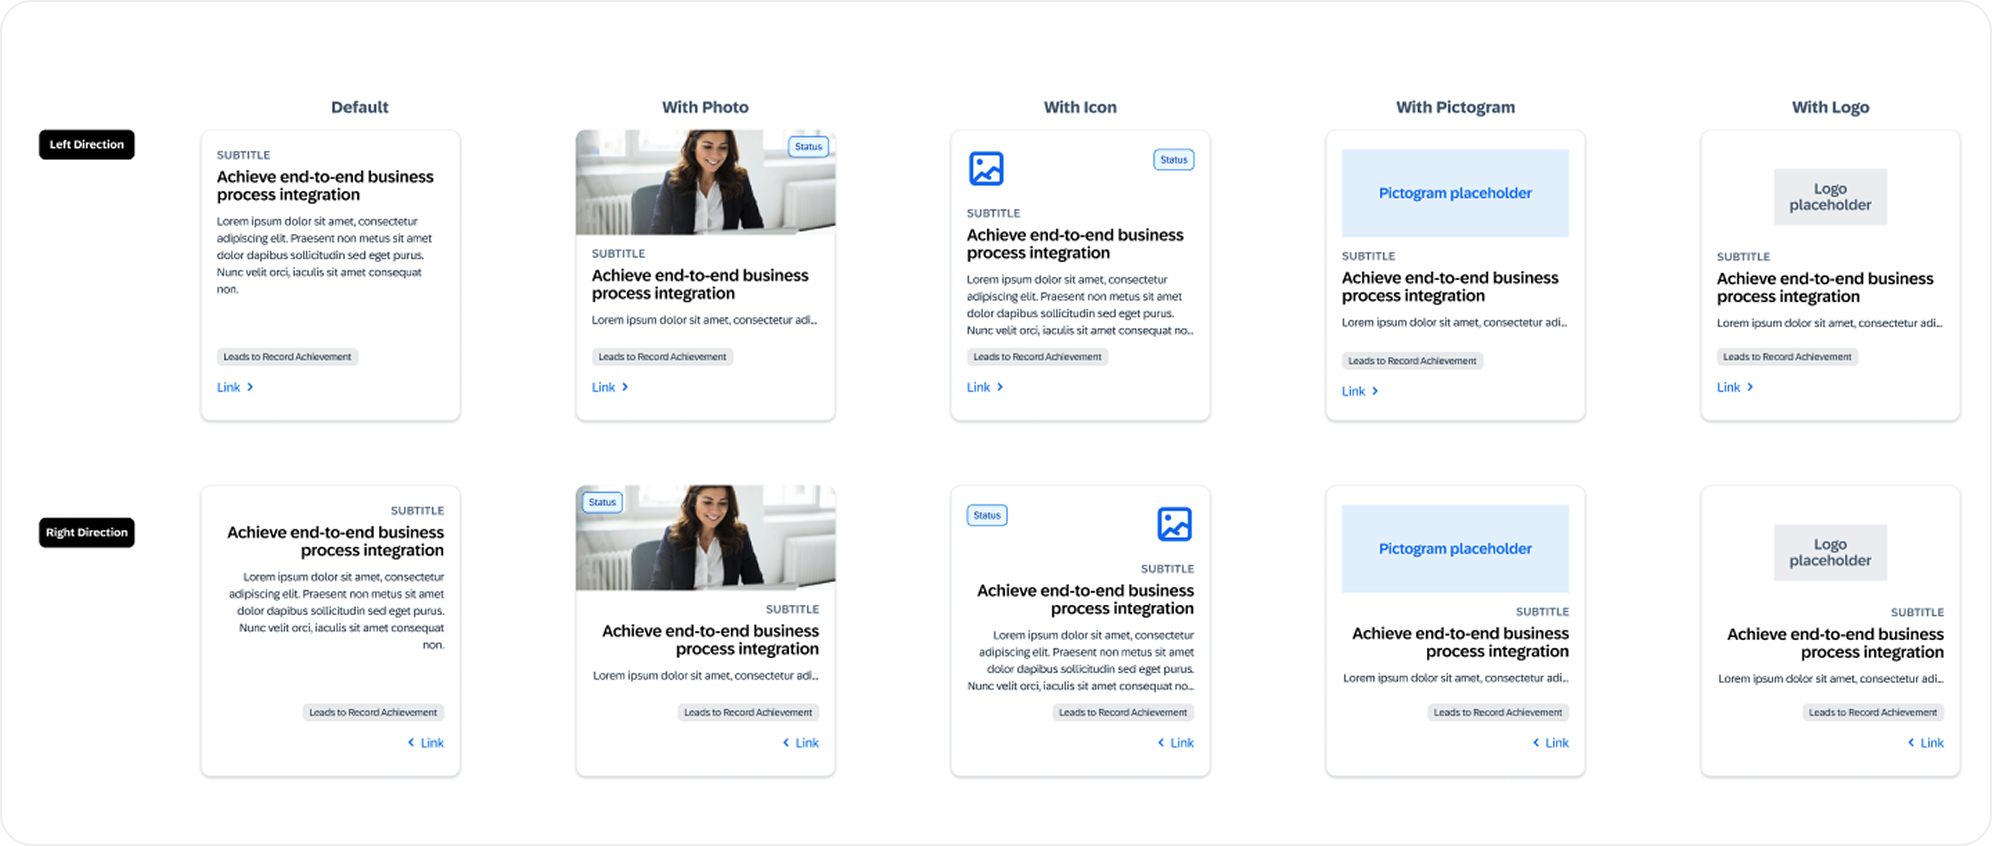 Default
With Photo
With Icon
With Pictogram
With Logo
Left Direction
SUBTITLE
Achieve end-to-end business
process integration
Lorem ipsum dolor sit amet, consectetur
adipiscing elit. Praesent non metus sit amet
dolor dapibus sollicitudin sed eget purus.
Nunc velit orci, iaculis sit amet consequat
non.
Leads to Record Achievement
Link
Status
SUBTITLE
Achieve end-to-end business
process integration
Lorem ipsum dolor sit amet, consectetur adi...
Leads to Record Achievement
Link
Status
SUBTITLE
Achieve end-to-end business
process integration
Lorem ipsum dolor sit amet, consectetur
adipiscing elit. Praesent non metus sit amet
dolor dapibus sollicitudin sed eget purus.
Nunc velit orci, iaculis sit amet consequat no...
Leads to Record Achievement
Link
Pictogram placeholder
SUBTITLE
Achieve end-to-end business
process integration
Lorem ipsum dolor sit amet, consectetur adi...
Leads to Record Achievement
Link
Logo
placeholder
SUBTITLE
Achieve end-to-end business
process integration
Lorem ipsum dolor sit amet, consectetur adi...
Leads to Record Achievement
Link
Right Direction
SUBTITLE
Achieve end-to-end business
process integration
Lorem ipsum dolor sit amet, consectetur
adipiscing elit. Praesent non metus sit amet
dolor dapibus sollicitudin sed eget purus.
Nunc velit orci, iaculis sit amet consequat
non.
Leads to Record Achievement
Link
Status
SUBTITLE
Achieve end-to-end business
process integration
Lorem ipsum dolor sit amet, consectetur adi...
Leads to Record Achievement
Link
Status
SUBTITLE
Achieve end-to-end business
process integration
Lorem ipsum dolor sit amet, consectetur
adipiscing elit. Praesent non metus sit amet
dolor dapibus sollicitudin sed eget purus.
Nunc velit orci, iaculis sit amet consequat no...
Leads to Record Achievement
Link
Pictogram placeholder
SUBTITLE
Achieve end-to-end business
process integration
Lorem ipsum dolor sit amet, consectetur adi...
Leads to Record Achievement
Link
Logo
placeholder
SUBTITLE
Achieve end-to-end business
process integration
Lorem ipsum dolor sit amet, consectetur adi...
Leads to Record Achievement
Link